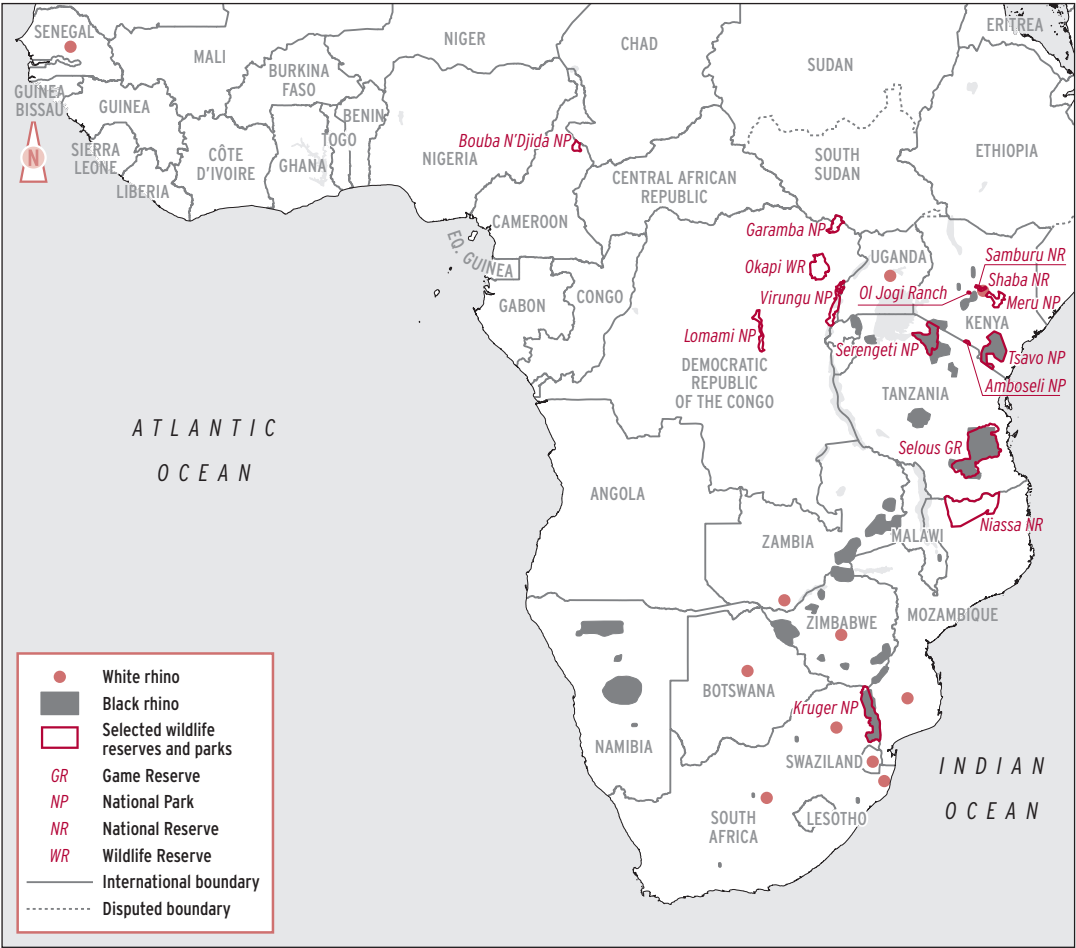 SENEGAL
MALI
NIGER
CHAD
SUDAN
ERITREA
GUINEA
BISSAU
GUINEA
BURKINA
FASO
BENIN
TOGO
SIERRA
LEONE
LIBERIA
CÔTE
D'IVOIRE
GHANA
NIGERIA
Bouba N'Djida NP
CAMEROON
CENTRAL AFRICAN
REPUBLIC
SOUTH
SUDAN
ETHIOPIA
N
EQ. GUINEA
GABON
CONGO
Garamba NP
Okapi WR
Virungu NP
Lomami NP
UGANDA
Ol Jogi Ranch
Samburu NR
Shaba NR
Meru NP
KENYA
Serengeti NP
Tsavo NP
Amboseli NP
DEMOCRATIC
REPUBLIC
OF THE CONGO
TANZANIA
Selous GR
Niassa NR
ATLANTIC
OCEAN
ANGOLA
ZAMBIA
MALAWI
MOZAMBIQUE
ZIMBABWE
BOTSWANA
NAMIBIA
Kruger NP
SWAZILAND
SOUTH
AFRICA
LESOTHO
INDIAN
OCEAN
White rhino
Black rhino
Selected wildlife
reserves and parks
GR Game Reserve
NP National Park
NR National Reserve
WR Wildlife Reserve
International boundary
Disputed boundary